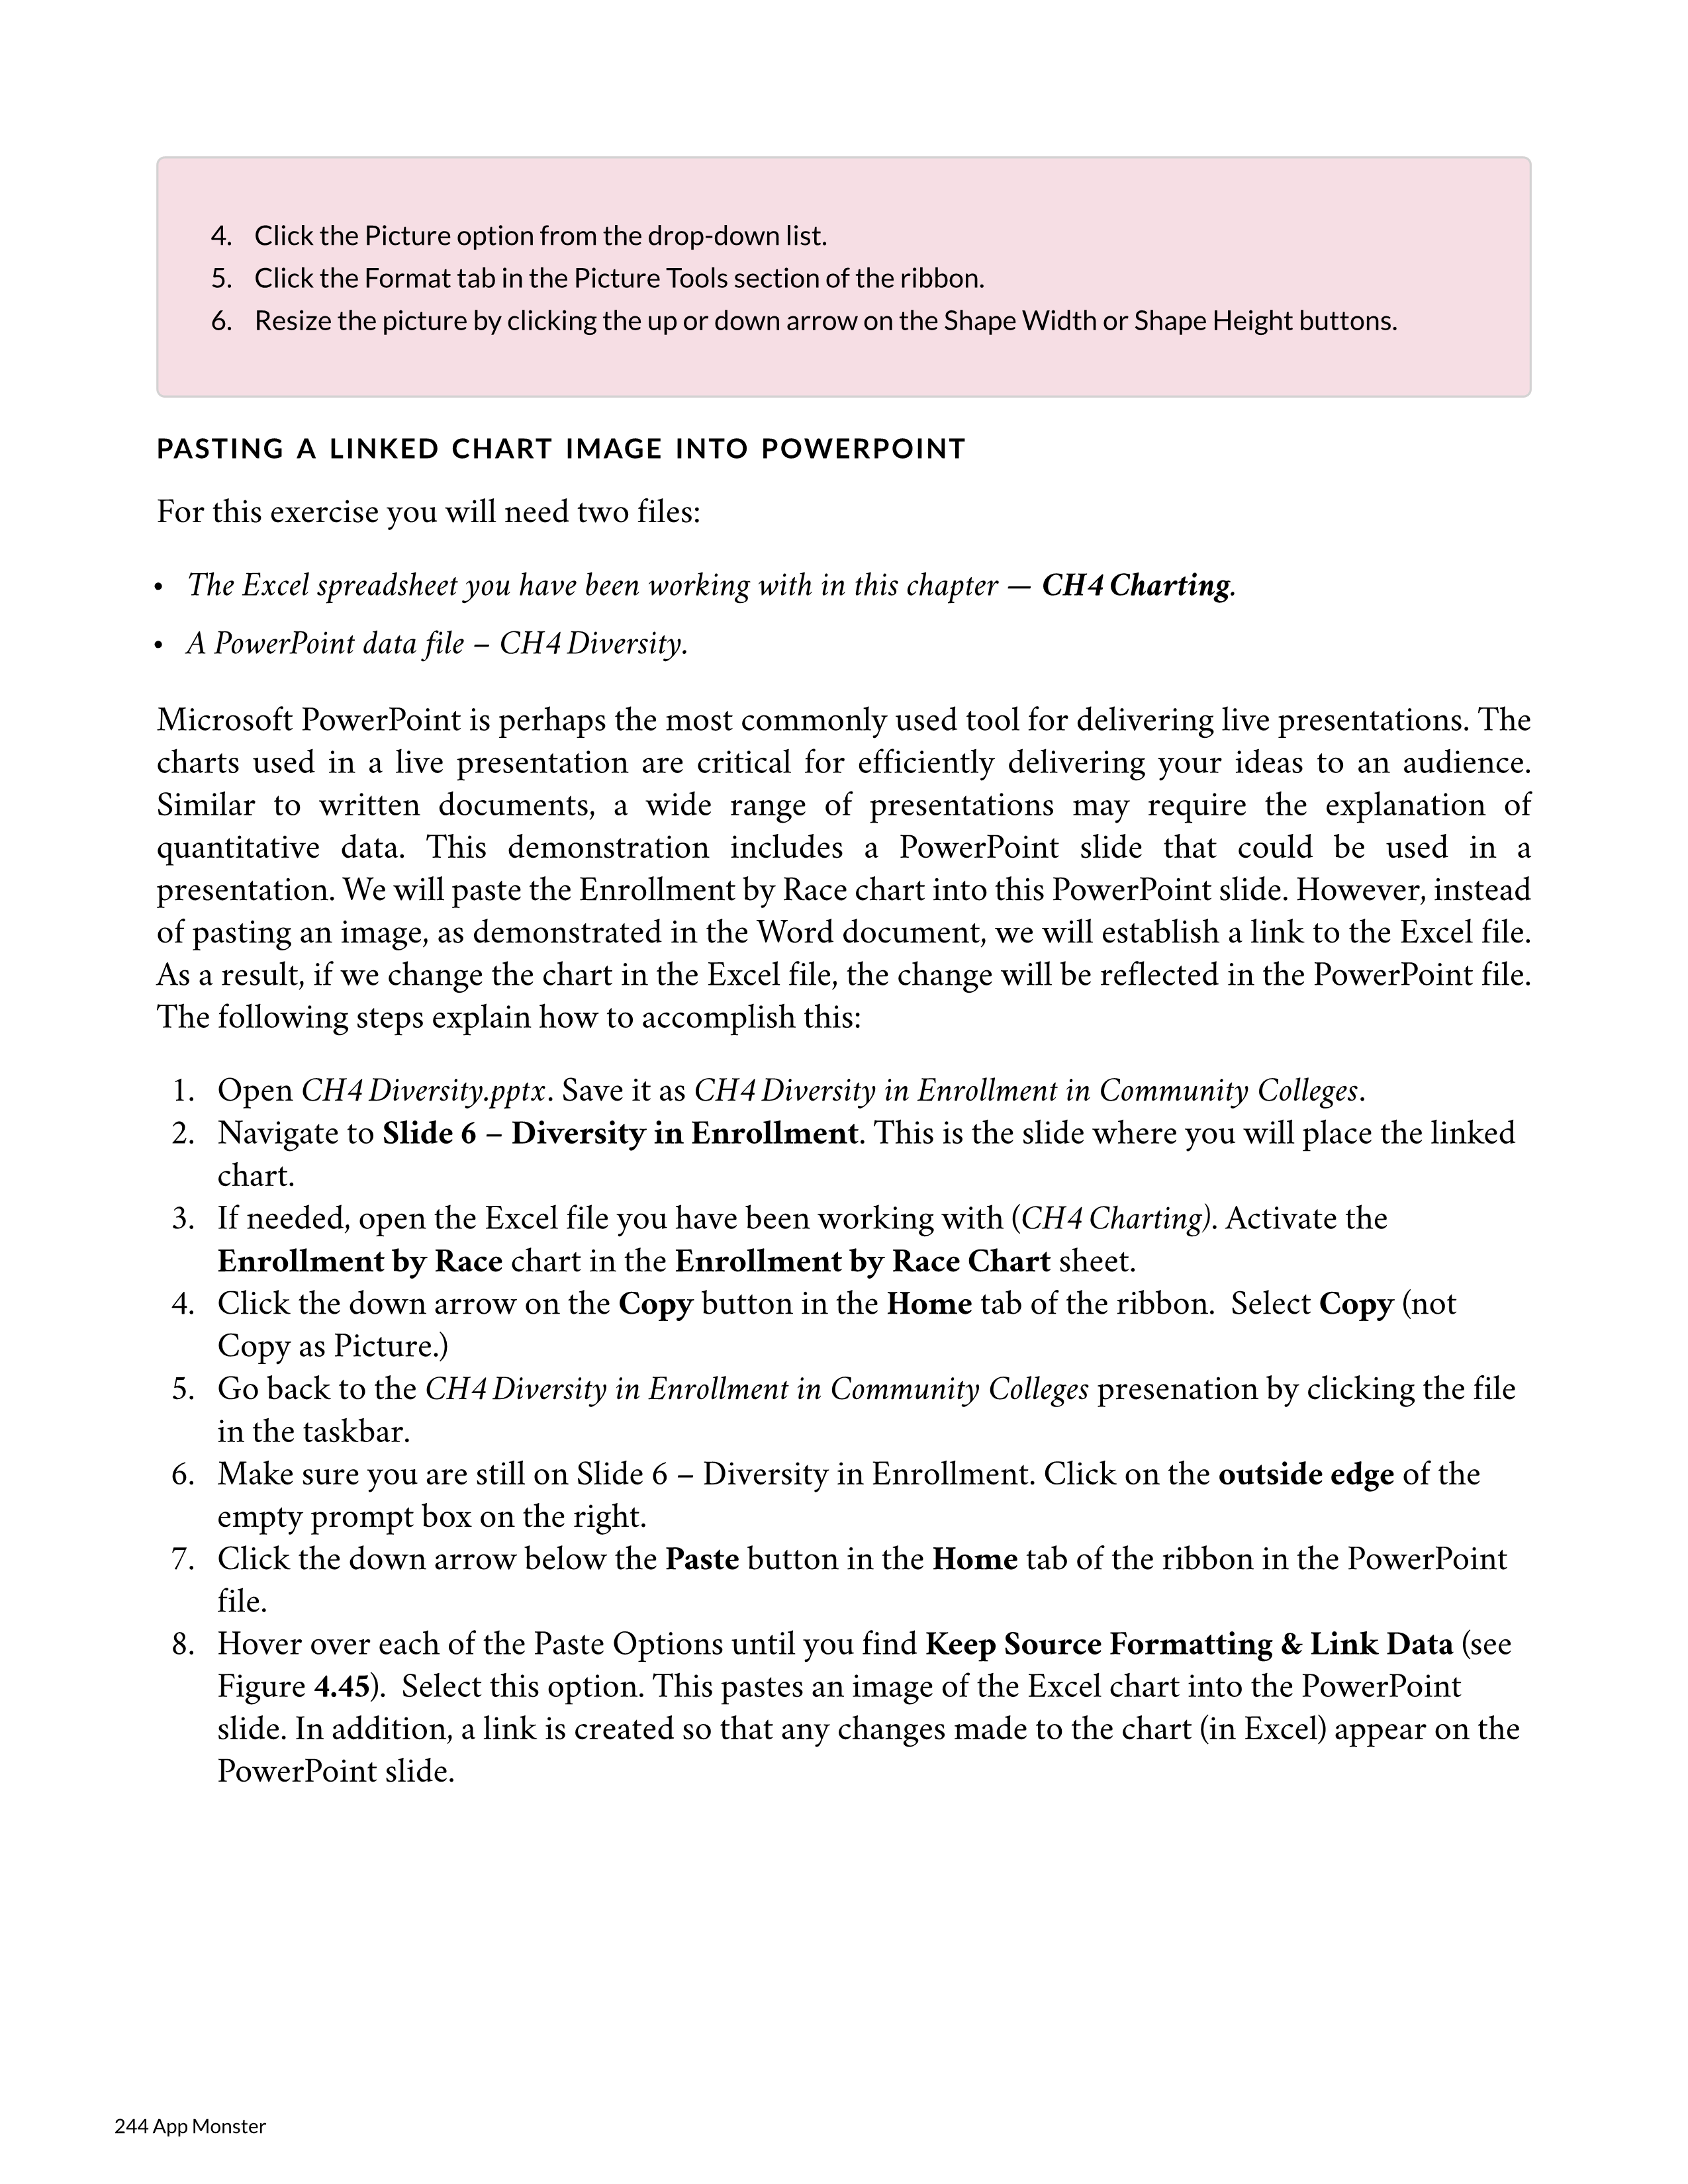 4. Click the Picture option from the drop-down list.
5. Click the Format tab in the Picture Tools section of the ribbon.
6. Resize the picture by clicking the up or down arrow on the Shape Width or Shape Height buttons.
PASTING A LINKED CHART IMAGE INTO POWERPOINT
For this exercise you will need two files:
• The Excel spreadsheet you have been working with in this chapter — CH4 Charting.
• A PowerPoint data file – CH4 Diversity.
Microsoft PowerPoint is perhaps the most commonly used tool for delivering live presentations. The
charts used in a live presentation are critical for efficiently delivering your ideas to an audience.
Similar to written documents, a wide range of presentations may require the explanation of
quantitative data. This demonstration includes a PowerPoint slide that could be used in a
presentation. We will paste the Enrollment by Race chart into this PowerPoint slide. However, instead
of pasting an image, as demonstrated in the Word document, we will establish a link to the Excel file.
As a result, if we change the chart in the Excel file, the change will be reflected in the PowerPoint file.
The following steps explain how to accomplish this:
1. Open CH4 Diversity.pptx. Save it as CH4 Diversity in Enrollment in Community Colleges.
2. Navigate to Slide 6 – Diversity in Enrollment. This is the slide where you will place the linked
chart.
3. If needed, open the Excel file you have been working with (CH4 Charting). Activate the
Enrollment by Race chart in the Enrollment by Race Chart sheet.
4. Click the down arrow on the Copy button in the Home tab of the ribbon. Select Copy (not
Copy as Picture.)
5. Go back to the CH4 Diversity in Enrollment in Community Colleges presenation by clicking the file
in the taskbar.
6. Make sure you are still on Slide 6 – Diversity in Enrollment. Click on the outside edge of the
empty prompt box on the right.
7. Click the down arrow below the Paste button in the Home tab of the ribbon in the PowerPoint
file.
8. Hover over each of the Paste Options until you find Keep Source Formatting & Link Data (see
Figure 4.45). Select this option. This pastes an image of the Excel chart into the PowerPoint
slide. In addition, a link is created so that any changes made to the chart (in Excel) appear on the
PowerPoint slide.
244 App Monster